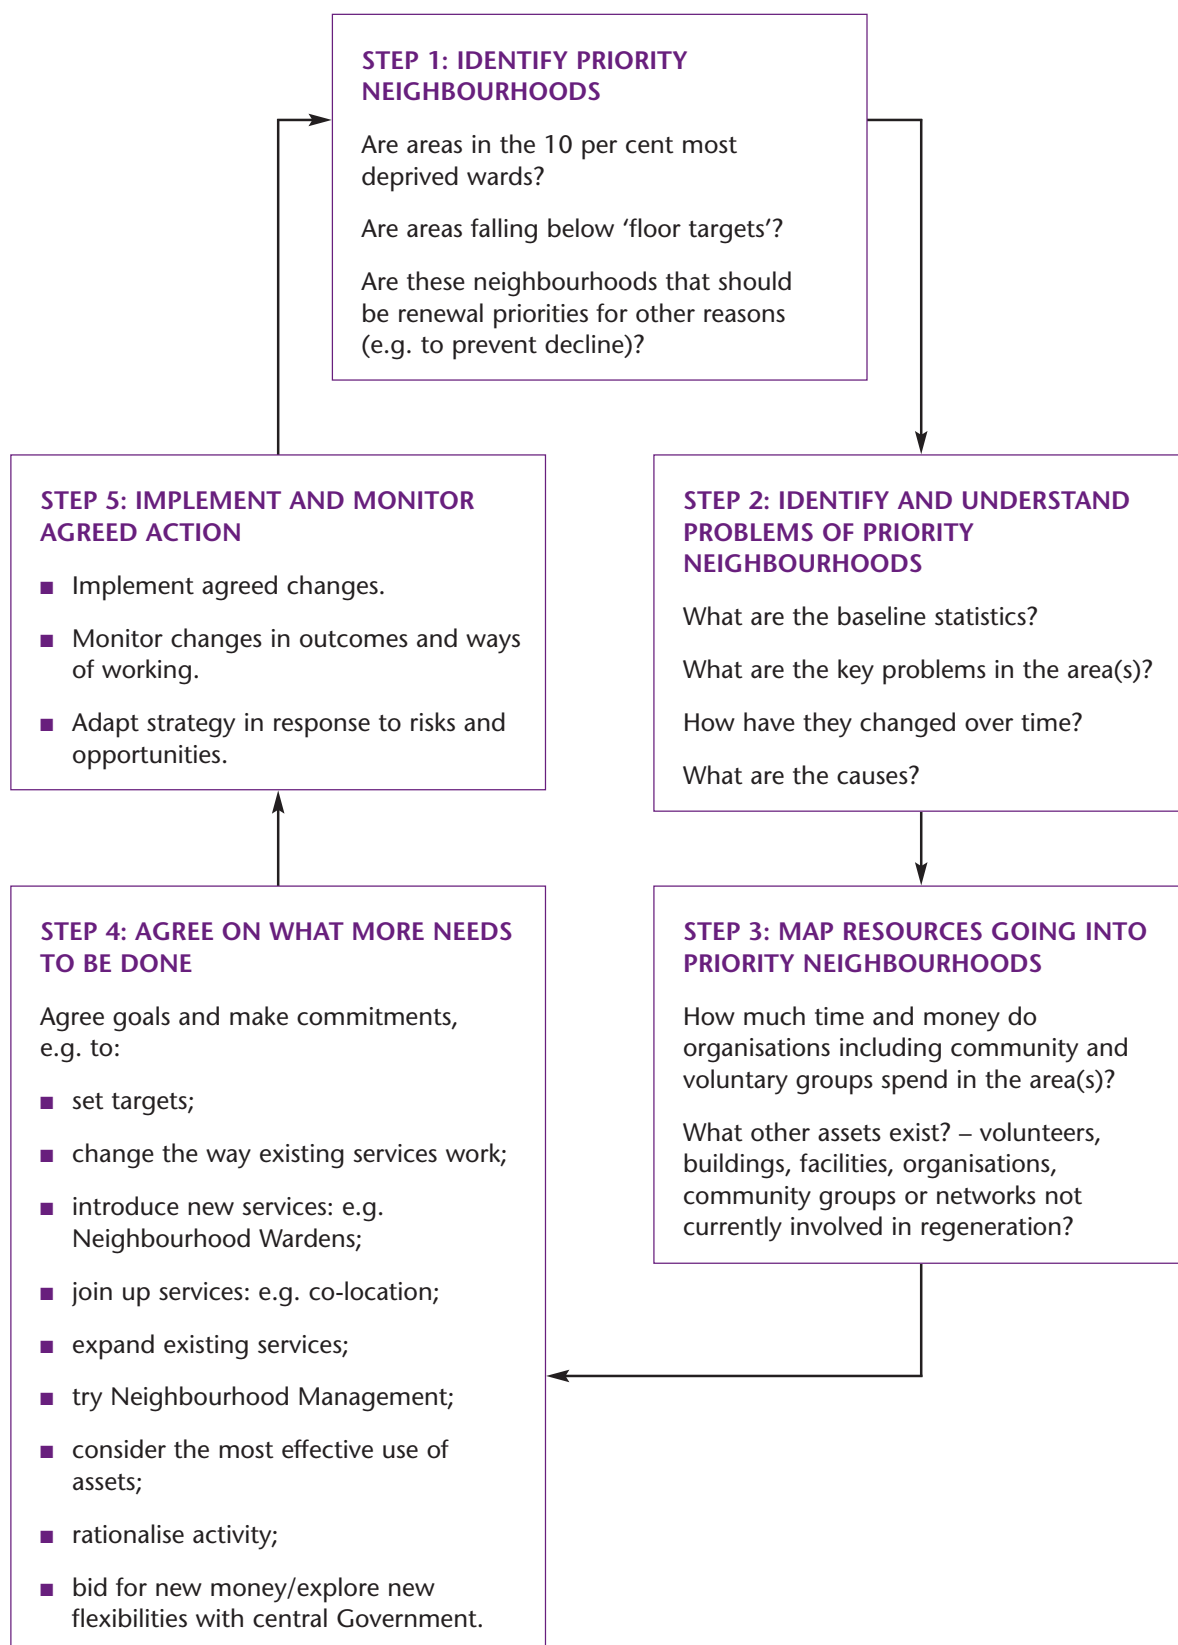 STEP 1: IDENTIFY PRIORITY
NEIGHBOURHOODS
Are areas in the 10 per cent most
deprived wards?
Are areas falling below ‘floor targets’?
Are these neighbourhoods that should
be renewal priorities for other reasons
(e.g. to prevent decline)?
STEP 2: IDENTIFY AND UNDERSTAND
PROBLEMS OF PRIORITY
NEIGHBOURHOODS
What are the baseline statistics?
What are the key problems in the area(s)?
How have they changed over time?
What are the causes?
STEP 3: MAP RESOURCES GOING INTO
PRIORITY NEIGHBOURHOODS
How much time and money do
organisations including community and
voluntary groups spend in the area(s)?
What other assets exist? – volunteers,
buildings, facilities, organisations,
community groups or networks not
currently involved in regeneration?
STEP 4: AGREE ON WHAT MORE NEEDS
TO BE DONE
Agree goals and make commitments,
e.g. to:
■ set targets;
■ change the way existing services work;
■ introduce new services: e.g.
Neighbourhood Wardens;
■ join up services: e.g. co-location;
■ expand existing services;
■ try Neighbourhood Management;
■ consider the most effective use of
assets;
■ rationalise activity;
■ bid for new money/explore new
flexibilities with central Government.
STEP 5: IMPLEMENT AND MONITOR
AGREED ACTION
■ Implement agreed changes.
■ Monitor changes in outcomes and ways
of working.
■ Adapt strategy in response to risks and
opportunities.